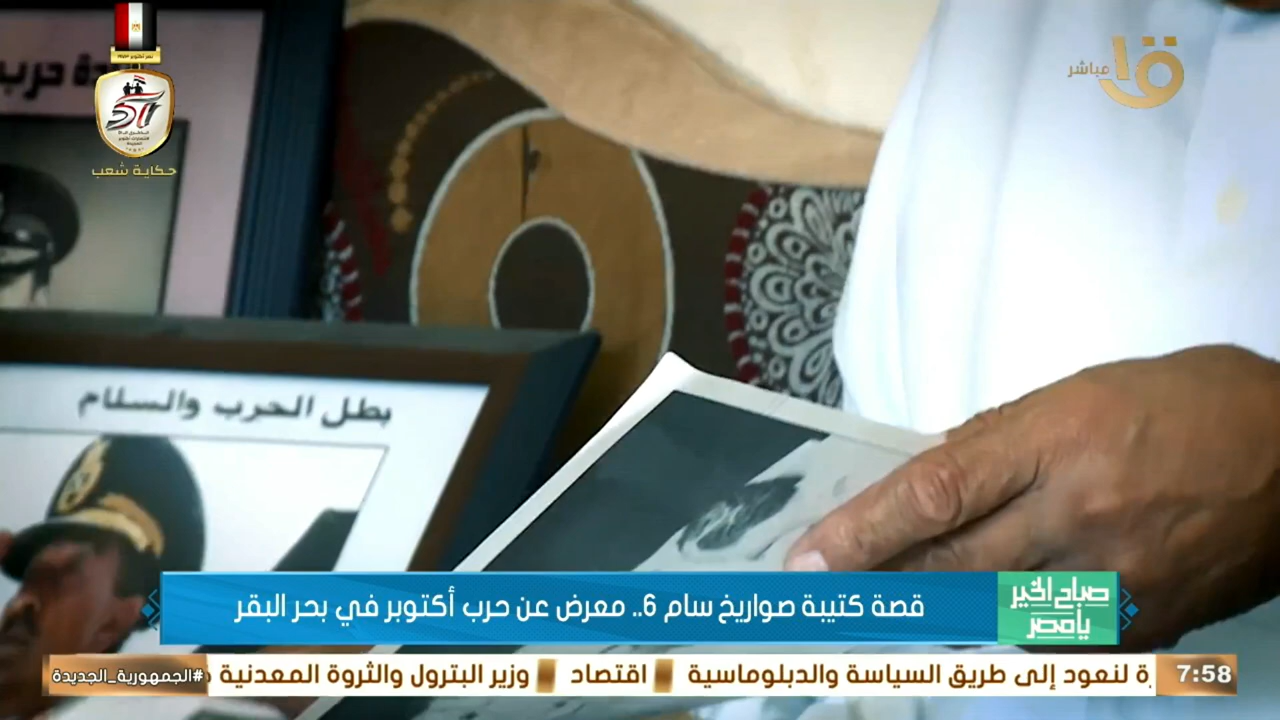 مباشر
حكاية شعب
حرب
بطل الحرب والسلام
صباح الخير
يا مصر
قصة كتيبة صواريخ سام 6.. معرض عن حرب أكتوبر في بحر البقر
7:58
لنعود إلى طريق السياسة والدبلوماسية اقتصاد وزير البترول والثروة المعدنية
#الجمهورية_الجديدة